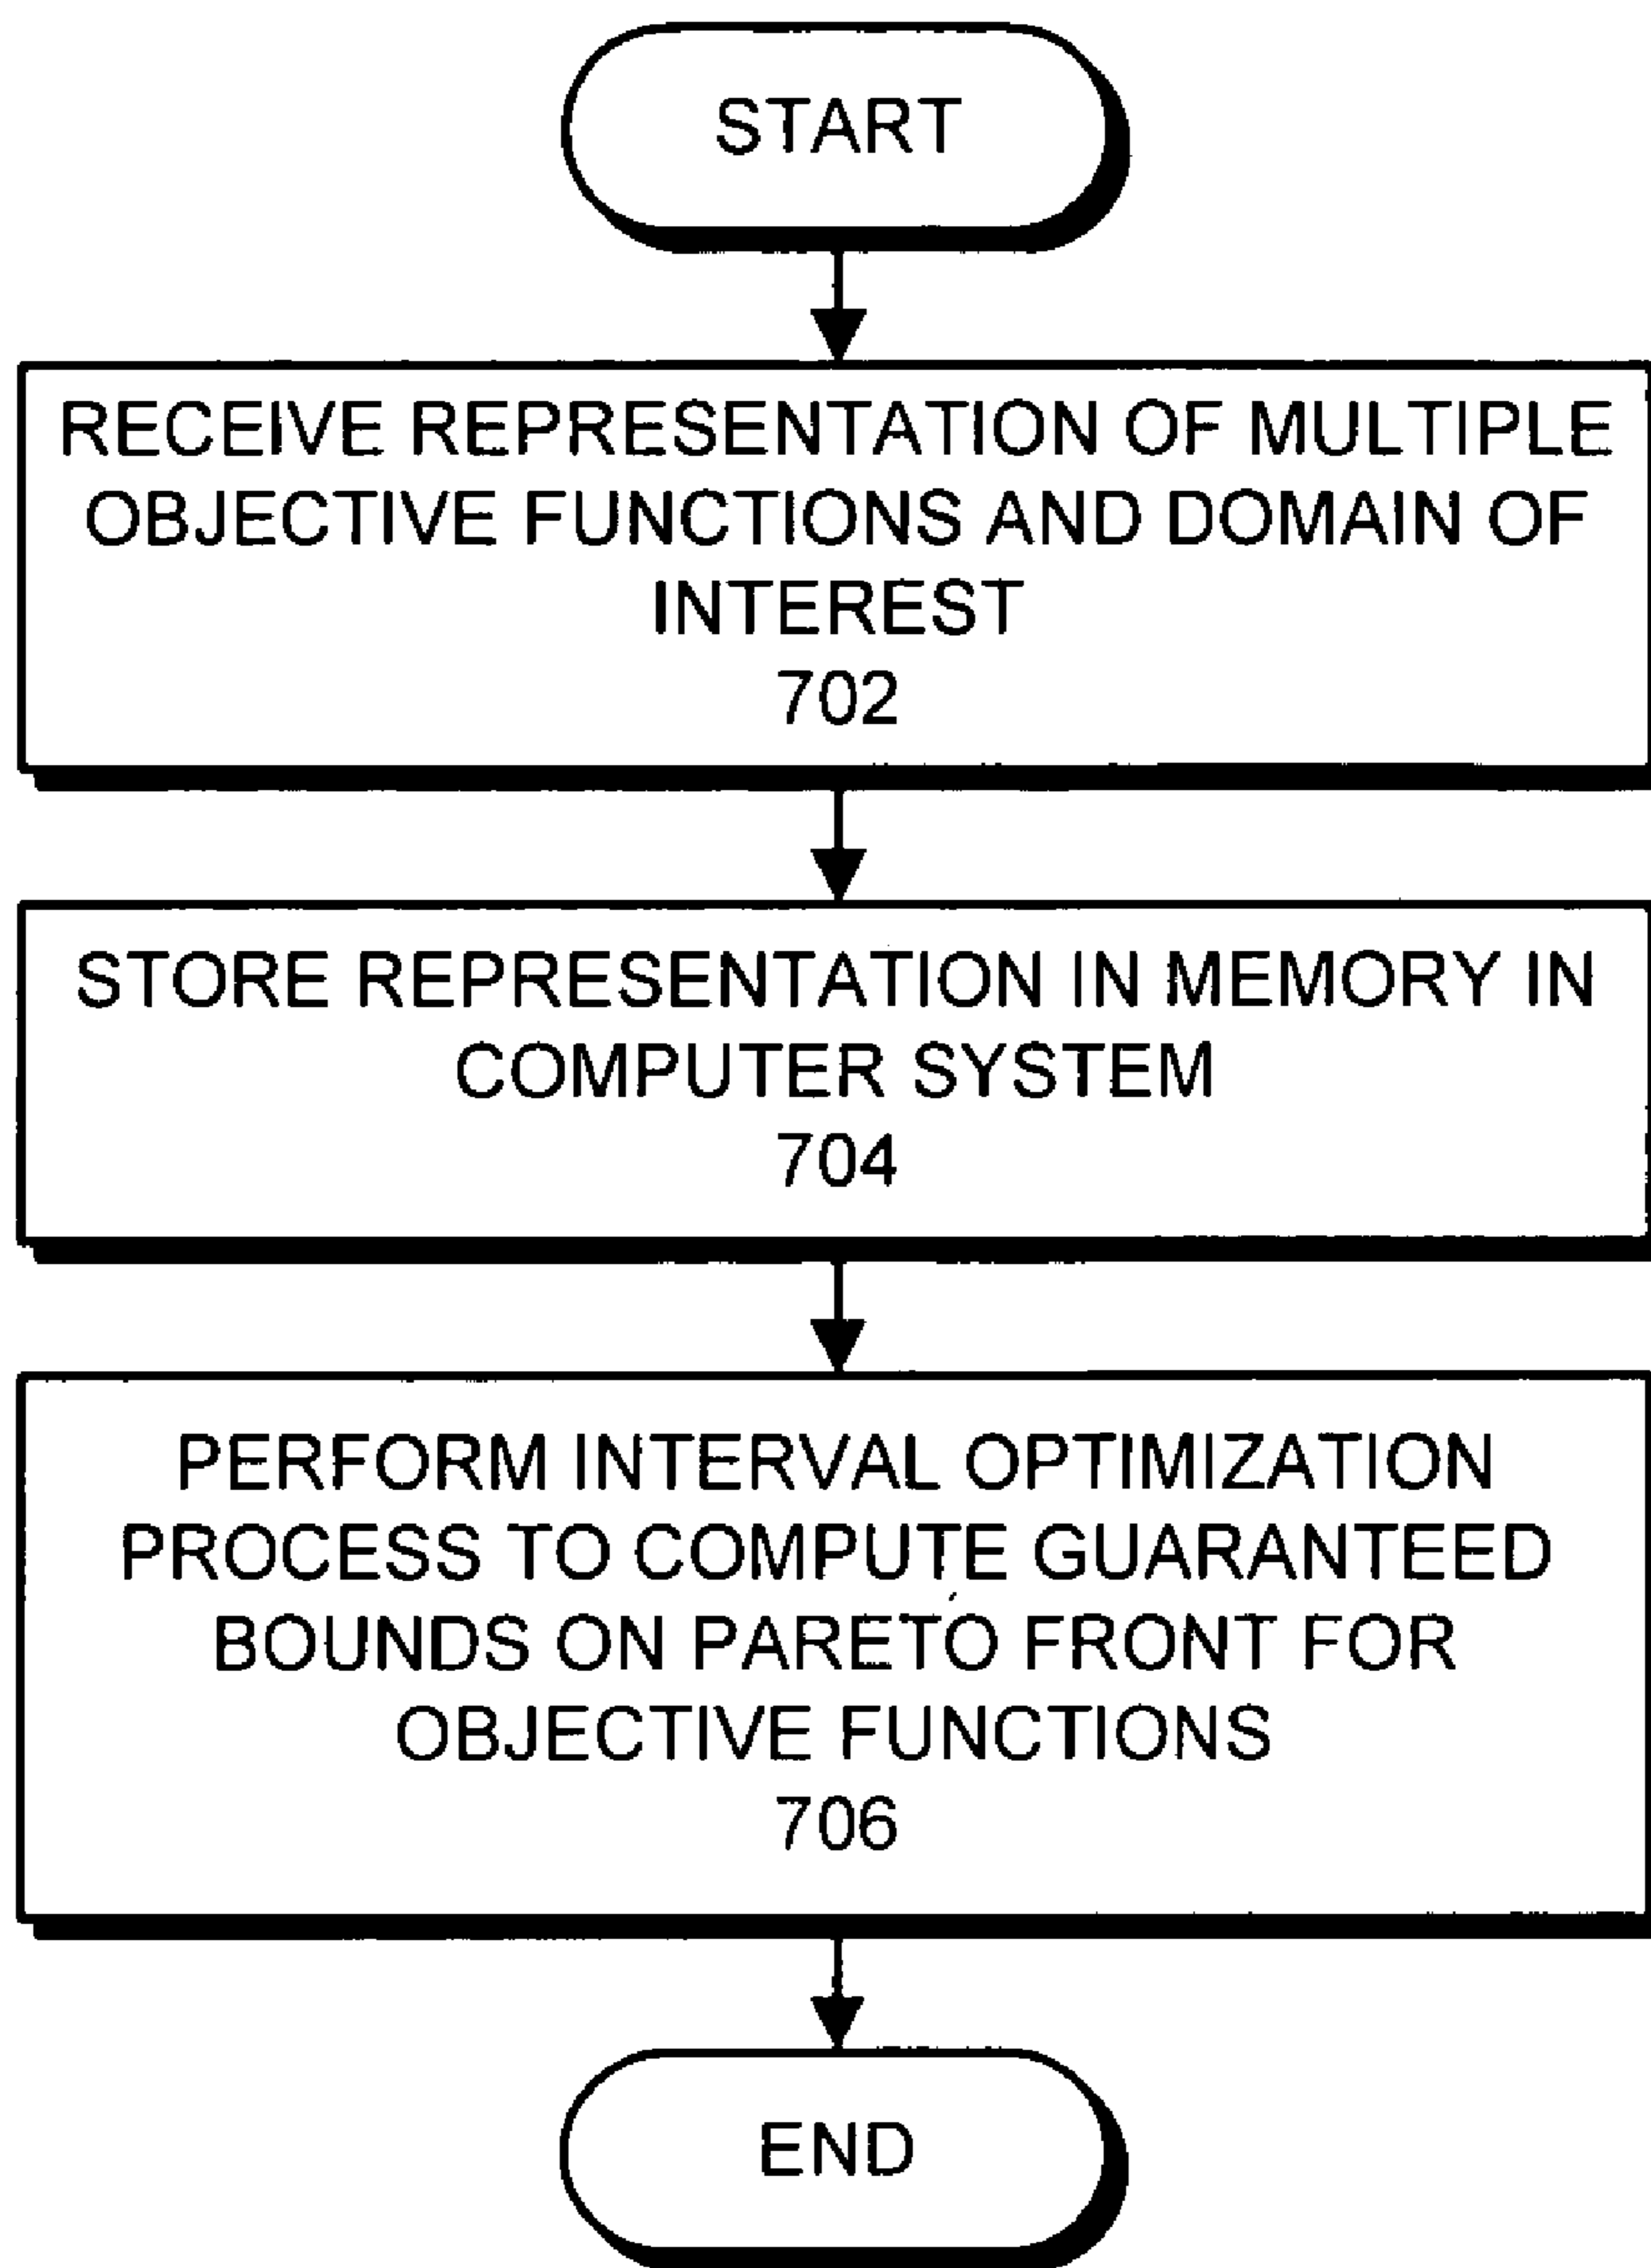 START
RECEIVE REPRESENTATION OF MULTIPLE
OBJECTIVE FUNCTIONS AND DOMAIN OF
INTEREST
702
STORE REPRESENTATION IN MEMORY IN
COMPUTER SYSTEM
704
PERFORM INTERVAL OPTIMIZATION
PROCESS TO COMPUTE GUARANTEED
BOUNDS ON PARETO FRONT FOR
OBJECTIVE FUNCTIONS
706
END